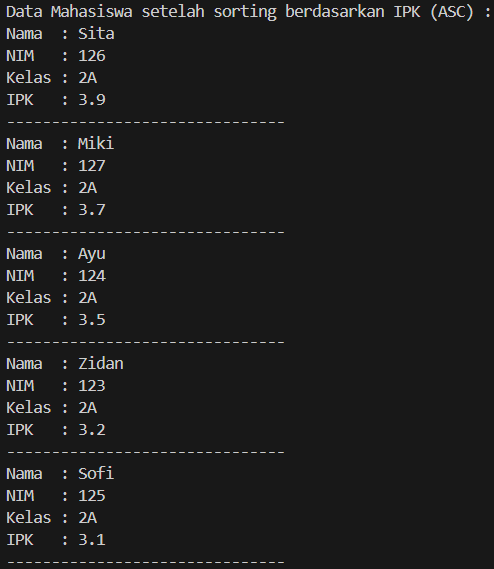 Data Mahasiswa setelah sorting berdasarkan IPK (ASC) :
Nama  : Sita
NIM   : 126
Kelas : 2A
IPK   : 3.9
-------------------------------
Nama  : Miki
NIM   : 127
Kelas : 2A
IPK   : 3.7
-------------------------------
Nama  : Ayu
NIM   : 124
Kelas : 2A
IPK   : 3.5
-------------------------------
Nama  : Zidan
NIM   : 123
Kelas : 2A
IPK   : 3.2
-------------------------------
Nama  : Sofi
NIM   : 125
Kelas : 2A
IPK   : 3.1
-------------------------------